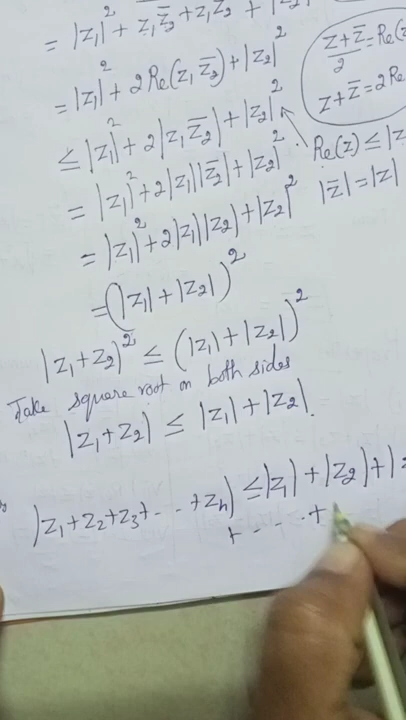 = |z₁|² + z₁z̄₂ + z₁z₂ +
= |z₁|² + 2Re(z₁z̄₂) + |z₂|²
≤ |z₁|² + 2|z₁z̄₂| + |z₂|²
= |z₁|² + 2|z₁||z̄₂| + |z₂|²
= |z₁|² + 2|z₁||z₂| + |z₂|²
= (|z₁| + |z₂|)²
|z₁+z₂|² ≤ (|z₁|+|z₂|)²
Take square root on both sides
|z₁+z₂| ≤ |z₁|+|z₂|.
|z₁+z₂+z₃+...+zₙ| ≤ |z₁|+|z₂|+|z
+ - - . . +
(z+z̄)/2 = Re(z
z+z̄ = 2Re
Re(z) ≤ |z
|z̄| = |z|